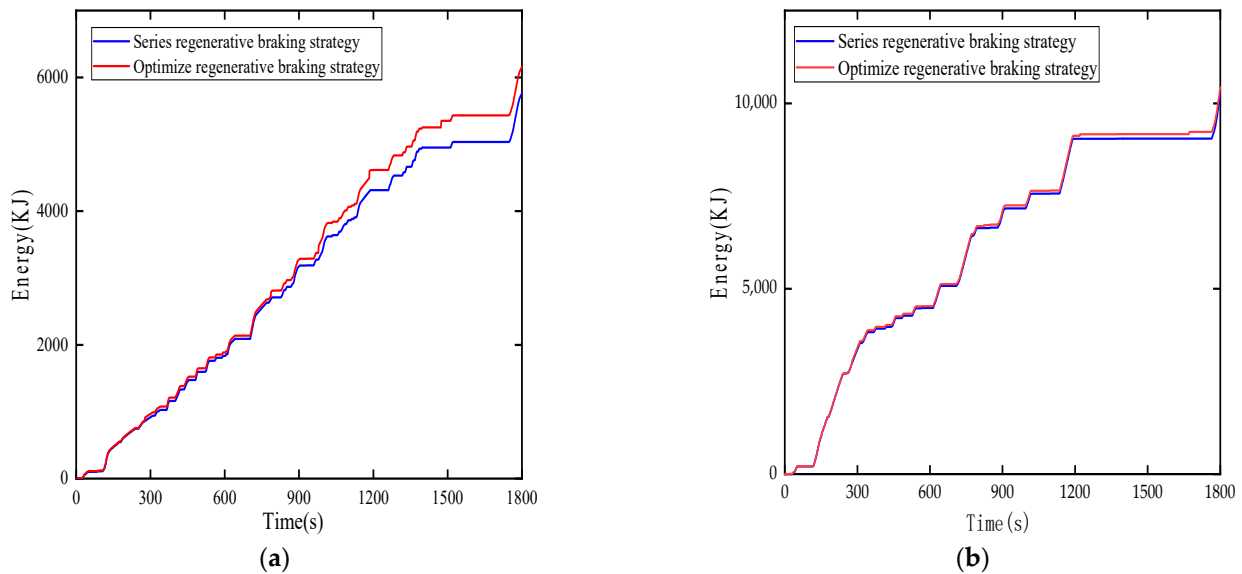 Series regenerative braking strategy
Optimize regenerative braking strategy
6000
4000
2000
0
Energy(KJ)
0 300 600 900 1200 1500 1800
Time(s)
(a)
Series regenerative braking strategy
Optimize regenerative braking strategy
10,000
5,000
0
Energy(KJ)
0 300 600 900 1200 1500 1800
Time(s)
(b)